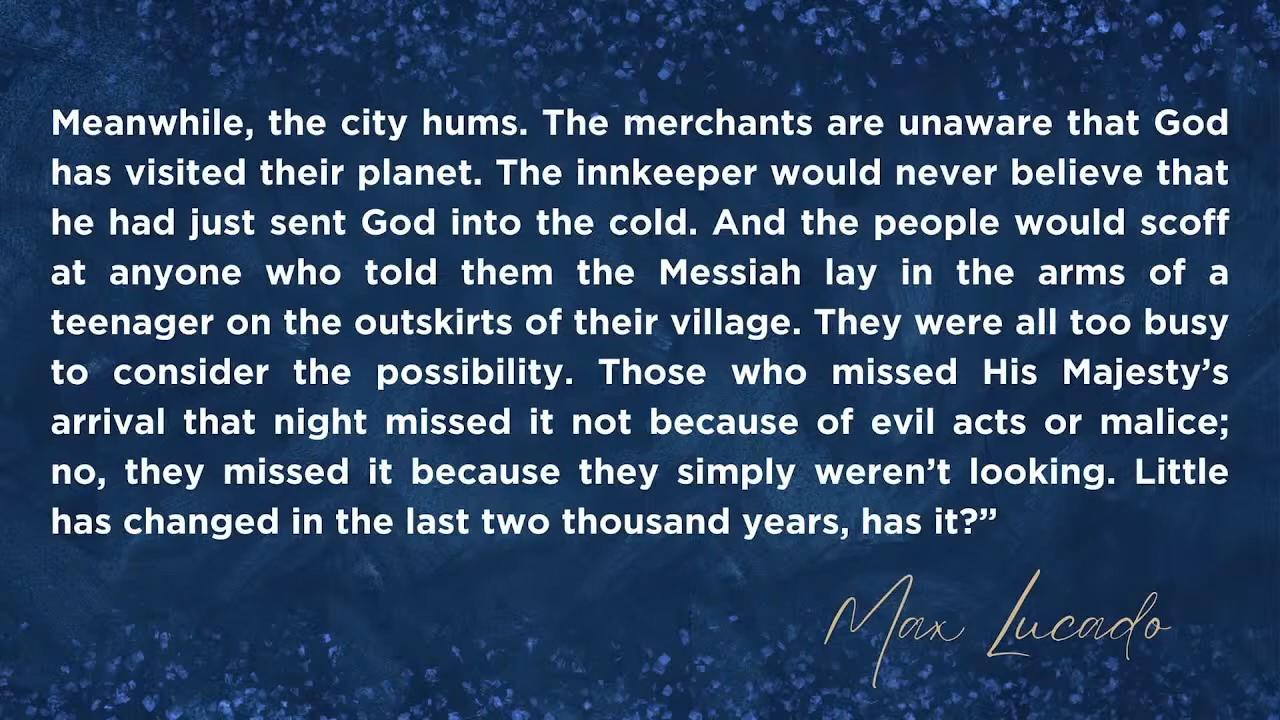 Meanwhile, the city hums. The merchants are unaware that God
has visited their planet. The innkeeper would never believe that
he had just sent God into the cold. And the people would scoff
at anyone who told them the Messiah lay in the arms of a
teenager on the outskirts of their village. They were all too busy
to consider the possibility. Those who missed His Majesty’s
arrival that night missed it not because of evil acts or malice;
no, they missed it because they simply weren’t looking. Little
has changed in the last two thousand years, has it?”
Max Lucado